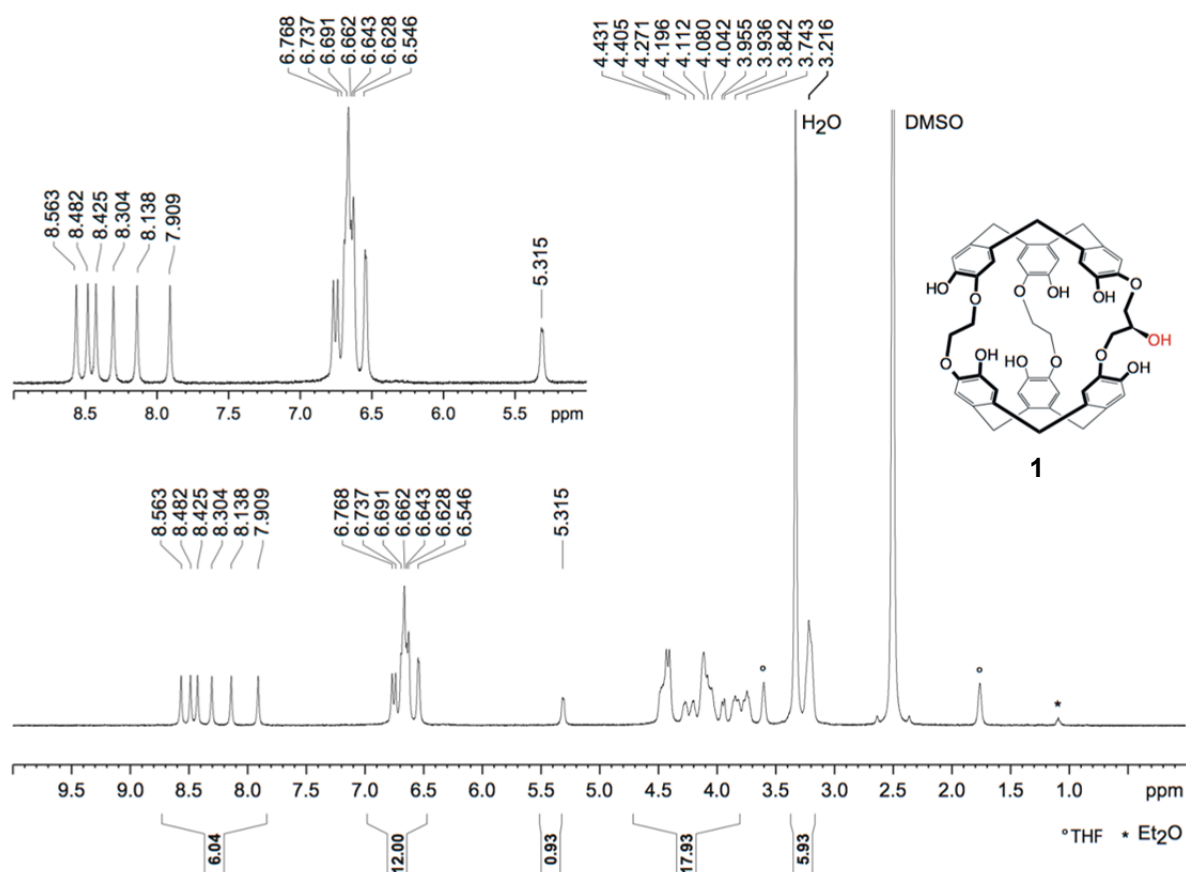 6.768
6.737
6.691
6.662
6.643
6.628
6.546
4.431
4.405
4.271
4.196
4.112
4.080
4.042
3.955
3.936
3.842
3.743
3.216
H2O
DMSO
8.563
8.482
8.425
8.304
8.138
7.909
5.315
8.5 8.0 7.5 7.0 6.5 6.0 5.5 ppm
HO
OH
OH
O
O
O
OH
O
O
O
OH
OH
OH
1
8.563
8.482
8.425
8.304
8.138
7.909
6.768
6.737
6.691
6.662
6.643
6.628
6.546
5.315
°
°
*
9.5 9.0 8.5 8.0 7.5 7.0 6.5 6.0 5.5 5.0 4.5 4.0 3.5 3.0 2.5 2.0 1.5 1.0 ppm
6.04
12.00
0.93
17.93
5.93
°THF * Et2O